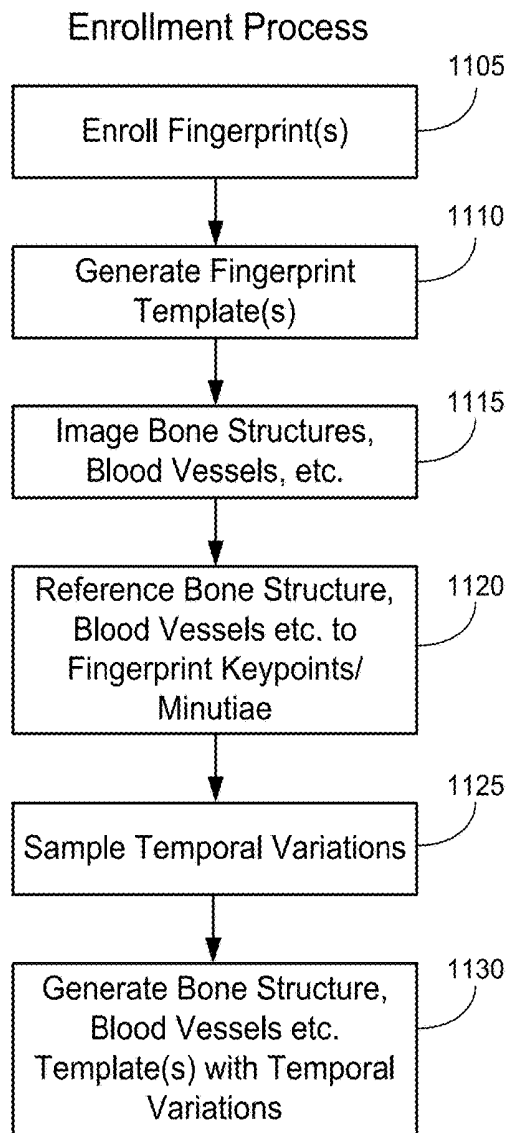 Enrollment Process
1105
Enroll Fingerprint(s)
1110
Generate Fingerprint
Template(s)
1115
Image Bone Structures,
Blood Vessels, etc.
1120
Reference Bone Structure,
Blood Vessels etc. to
Fingerprint Keypoints/
Minutiae
1125
Sample Temporal Variations
1130
Generate Bone Structure,
Blood Vessels etc.
Template(s) with Temporal
Variations